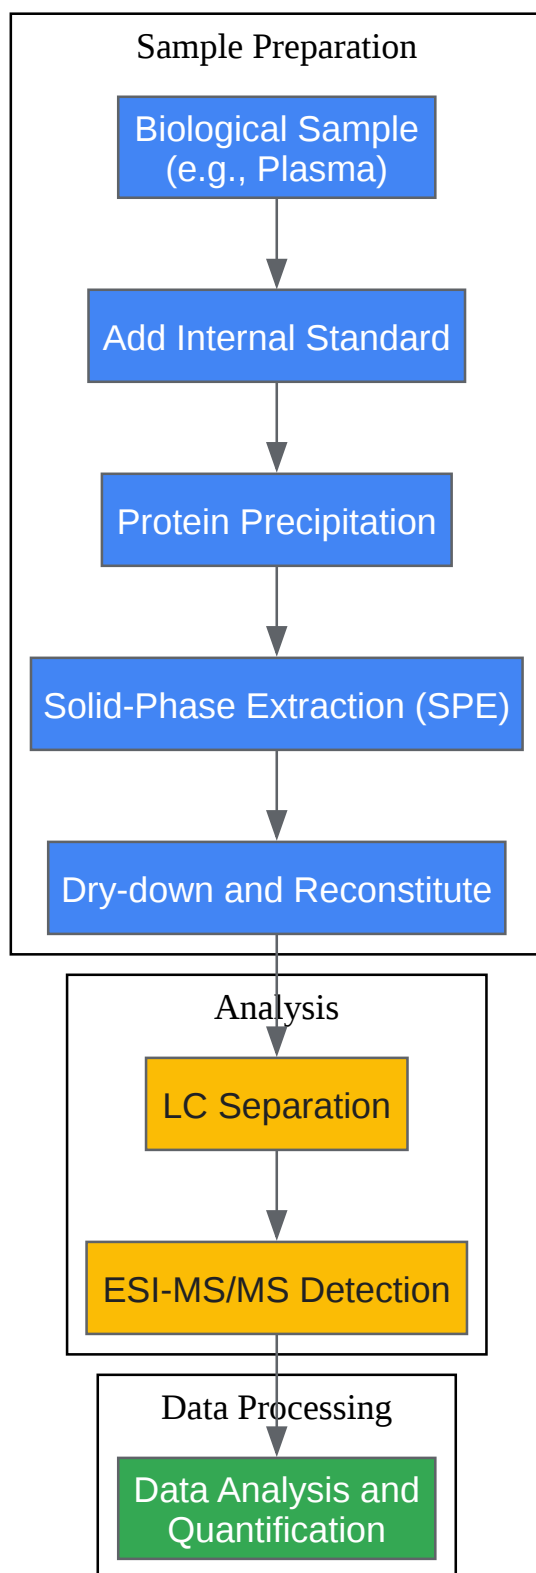 Sample Preparation
Biological Sample
(e.g., Plasma)
Add Internal Standard
Protein Precipitation
Solid-Phase Extraction (SPE)
Dry-down and Reconstitute
Analysis
LC Separation
ESI-MS/MS Detection
Data Processing
Data Analysis and
Quantification